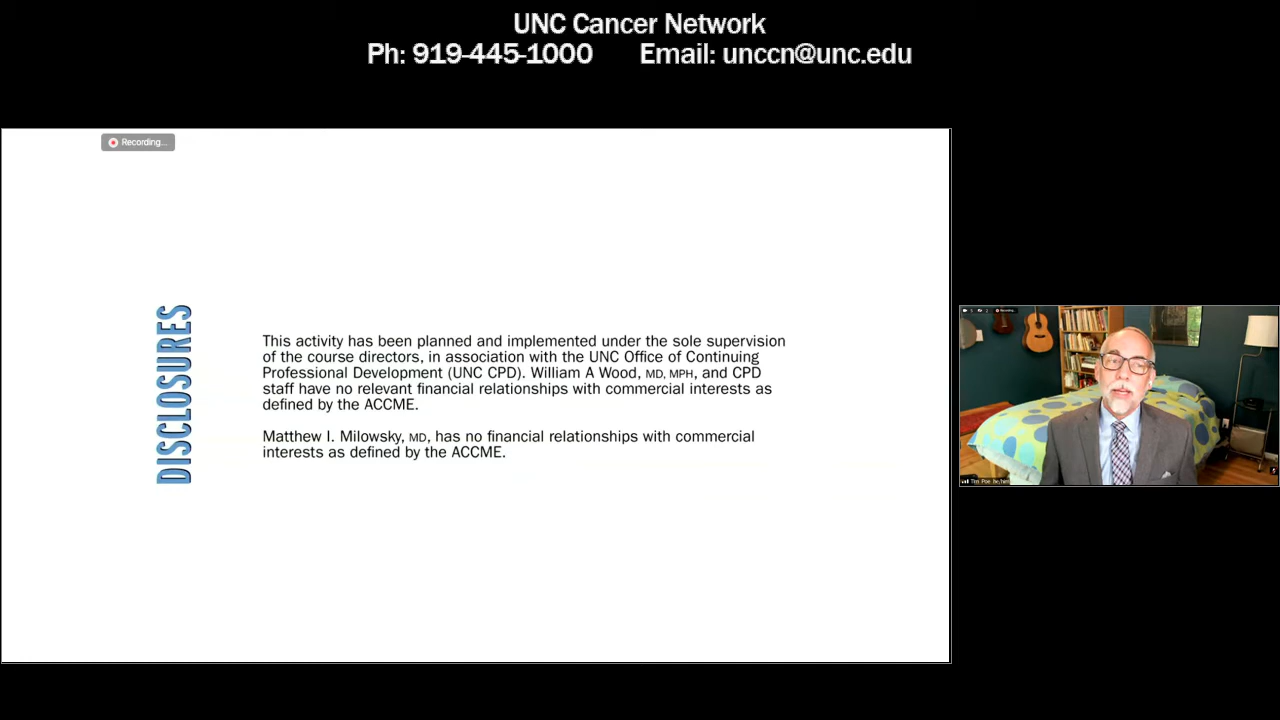 UNC Cancer Network
Ph: 919-445-1000 Email: unccn@unc.edu
Recording...
DISCLOSURES
This activity has been planned and implemented under the sole supervision
of the course directors, in association with the UNC Office of Continuing
Professional Development (UNC CPD). William A Wood, MD, MPH, and CPD
staff have no relevant financial relationships with commercial interests as
defined by the ACCME.
Matthew I. Milowsky, MD, has no financial relationships with commercial
interests as defined by the ACCME.
Recording...